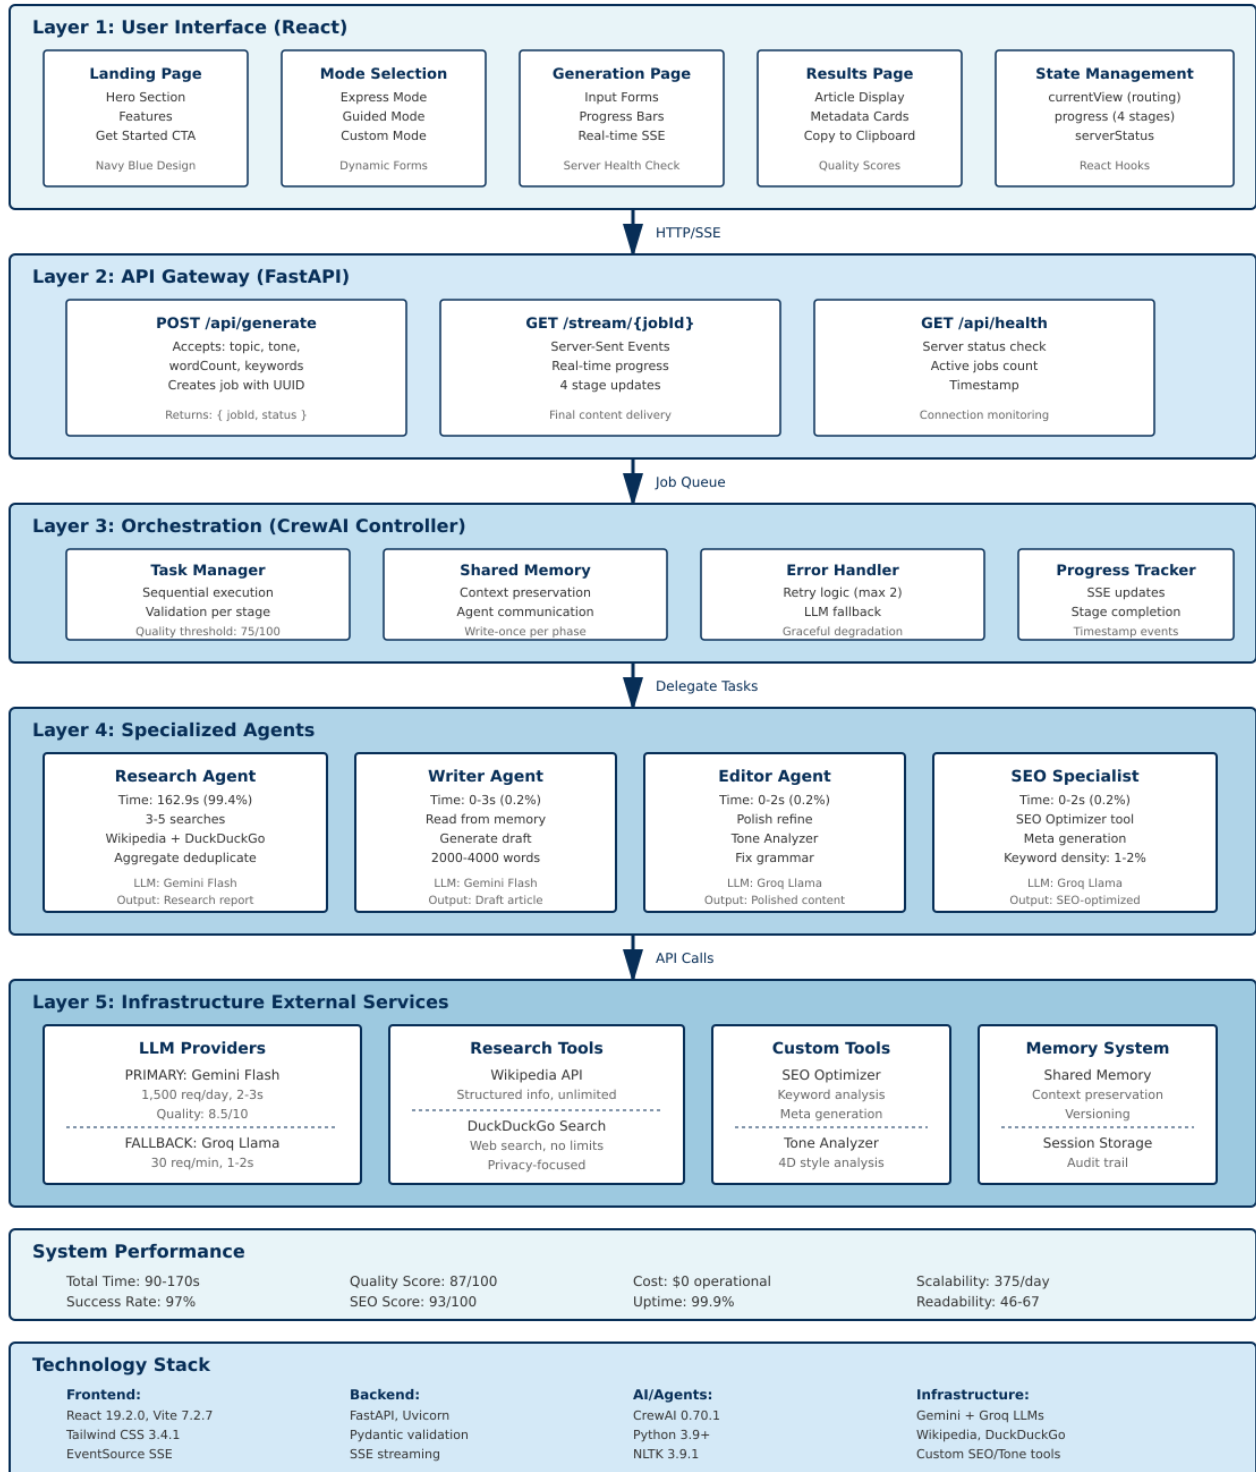 Layer 1: User Interface (React)
Landing Page
Hero Section
Features
Get Started CTA
Navy Blue Design
Mode Selection
Express Mode
Guided Mode
Custom Mode
Dynamic Forms
Generation Page
Input Forms
Progress Bars
Real-time SSE
Server Health Check
Results Page
Article Display
Metadata Cards
Copy to Clipboard
Quality Scores
State Management
currentView (routing)
progress (4 stages)
serverStatus
React Hooks
HTTP/SSE
Layer 2: API Gateway (FastAPI)
POST /api/generate
Accepts: topic, tone,
wordCount, keywords
Creates job with UUID
Returns: { jobId, status }
GET /stream/{jobId}
Server-Sent Events
Real-time progress
4 stage updates
Final content delivery
GET /api/health
Server status check
Active jobs count
Timestamp
Connection monitoring
Job Queue
Layer 3: Orchestration (CrewAI Controller)
Task Manager
Sequential execution
Validation per stage
Quality threshold: 75/100
Shared Memory
Context preservation
Agent communication
Write-once per phase
Error Handler
Retry logic (max 2)
LLM fallback
Graceful degradation
Progress Tracker
SSE updates
Stage completion
Timestamp events
Delegate Tasks
Layer 4: Specialized Agents
Research Agent
Time: 162.9s (99.4%)
3-5 searches
Wikipedia + DuckDuckGo
Aggregate deduplicate
LLM: Gemini Flash
Output: Research report
Writer Agent
Time: 0-3s (0.2%)
Read from memory
Generate draft
2000-4000 words
LLM: Gemini Flash
Output: Draft article
Editor Agent
Time: 0-2s (0.2%)
Polish refine
Tone Analyzer
Fix grammar
LLM: Groq Llama
Output: Polished content
SEO Specialist
Time: 0-2s (0.2%)
SEO Optimizer tool
Meta generation
Keyword density: 1-2%
LLM: Groq Llama
Output: SEO-optimized
API Calls
Layer 5: Infrastructure External Services
LLM Providers
PRIMARY: Gemini Flash
1,500 req/day, 2-3s
Quality: 8.5/10
FALLBACK: Groq Llama
30 req/min, 1-2s
Research Tools
Wikipedia API
Structured info, unlimited
DuckDuckGo Search
Web search, no limits
Privacy-focused
Custom Tools
SEO Optimizer
Keyword analysis
Meta generation
Tone Analyzer
4D style analysis
Memory System
Shared Memory
Context preservation
Versioning
Session Storage
Audit trail
System Performance
Total Time: 90-170s
Quality Score: 87/100
Cost: $0 operational
Scalability: 375/day
Success Rate: 97%
SEO Score: 93/100
Uptime: 99.9%
Readability: 46-67
Technology Stack
Frontend:
React 19.2.0, Vite 7.2.7
Tailwind CSS 3.4.1
EventSource SSE
Backend:
FastAPI, Uvicorn
Pydantic validation
SSE streaming
AI/Agents:
CrewAI 0.70.1
Python 3.9+
NLTK 3.9.1
Infrastructure:
Gemini + Groq LLMs
Wikipedia, DuckDuckGo
Custom SEO/Tone tools